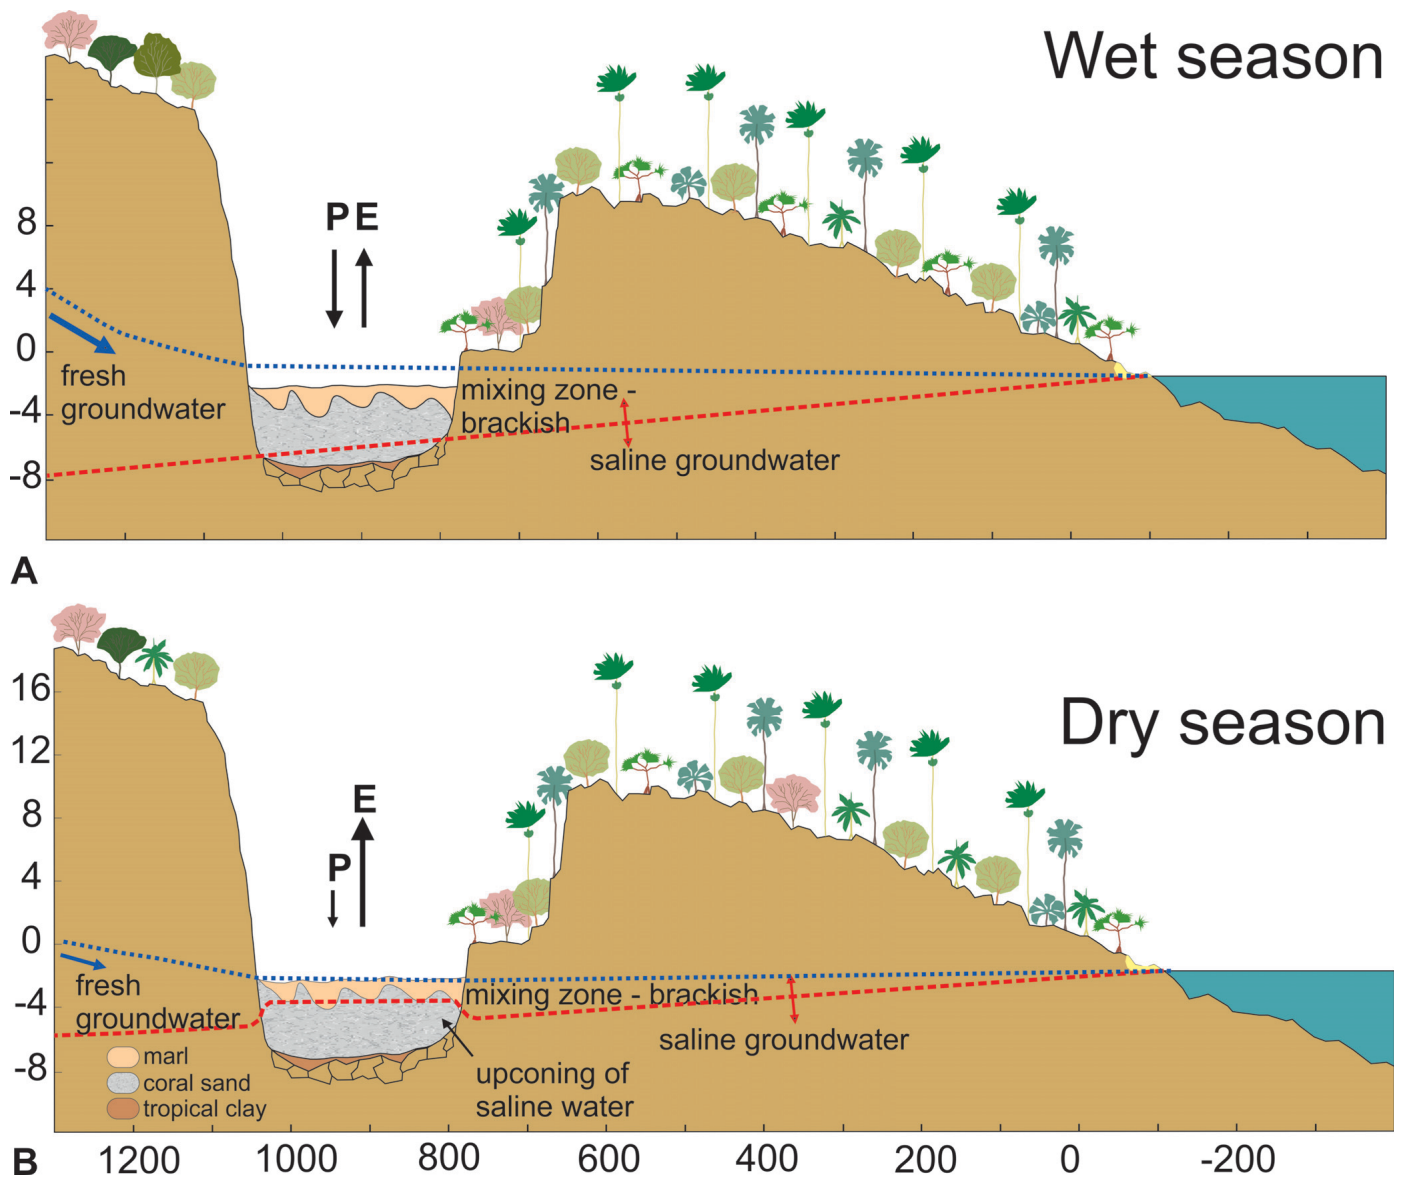 Wet season
P E
8
4
0
-4
-8
fresh
groundwater
mixing zone -
brackish
saline groundwater
A
Dry season
16
12
8
4
0
-4
-8
E
P
fresh
groundwater
mixing zone - brackish
saline groundwater
marl
coral sand
tropical clay
upconing of
saline water
B
1200 1000 800 600 400 200 0 -200